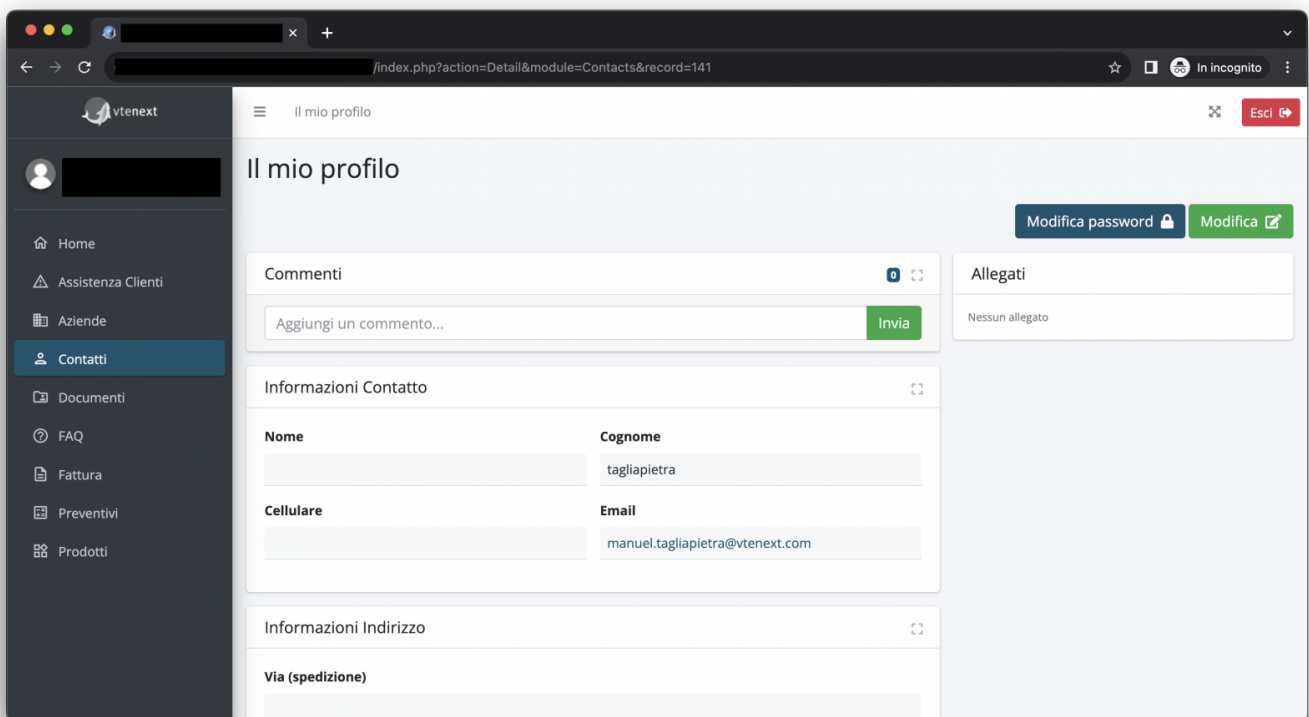 /index.php?action=Detail&module=Contacts&record=141
In incognito
vtenext
Il mio profilo
Esci
Il mio profilo
Modifica password
Modifica
Home
Assistenza Clienti
Aziende
Contatti
Documenti
FAQ
Fattura
Preventivi
Prodotti
Commenti
0
Aggiungi un commento...
Invia
Allegati
Nessun allegato
Informazioni Contatto
Nome
Cognome
tagliapietra
Cellulare
Email
manuel.tagliapietra@vtenext.com
Informazioni Indirizzo
Via (spedizione)